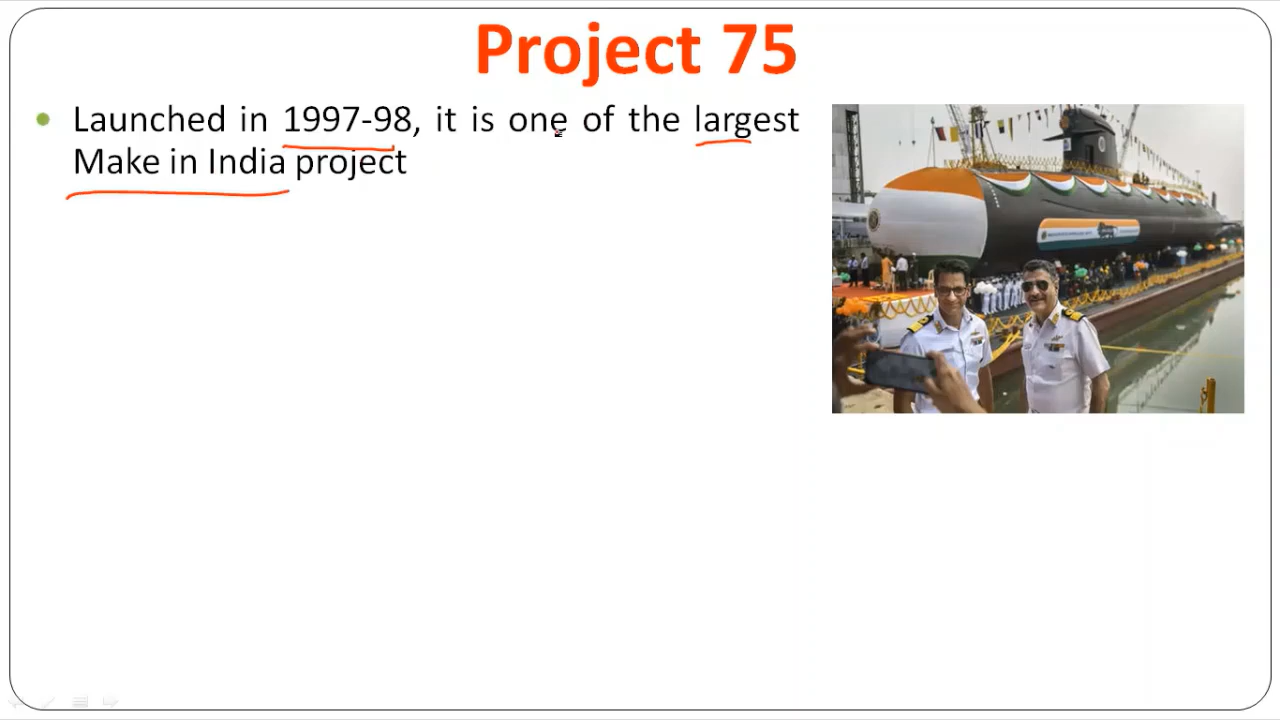 Project 75
Launched in 1997-98, it is one of the largest
Make in India project